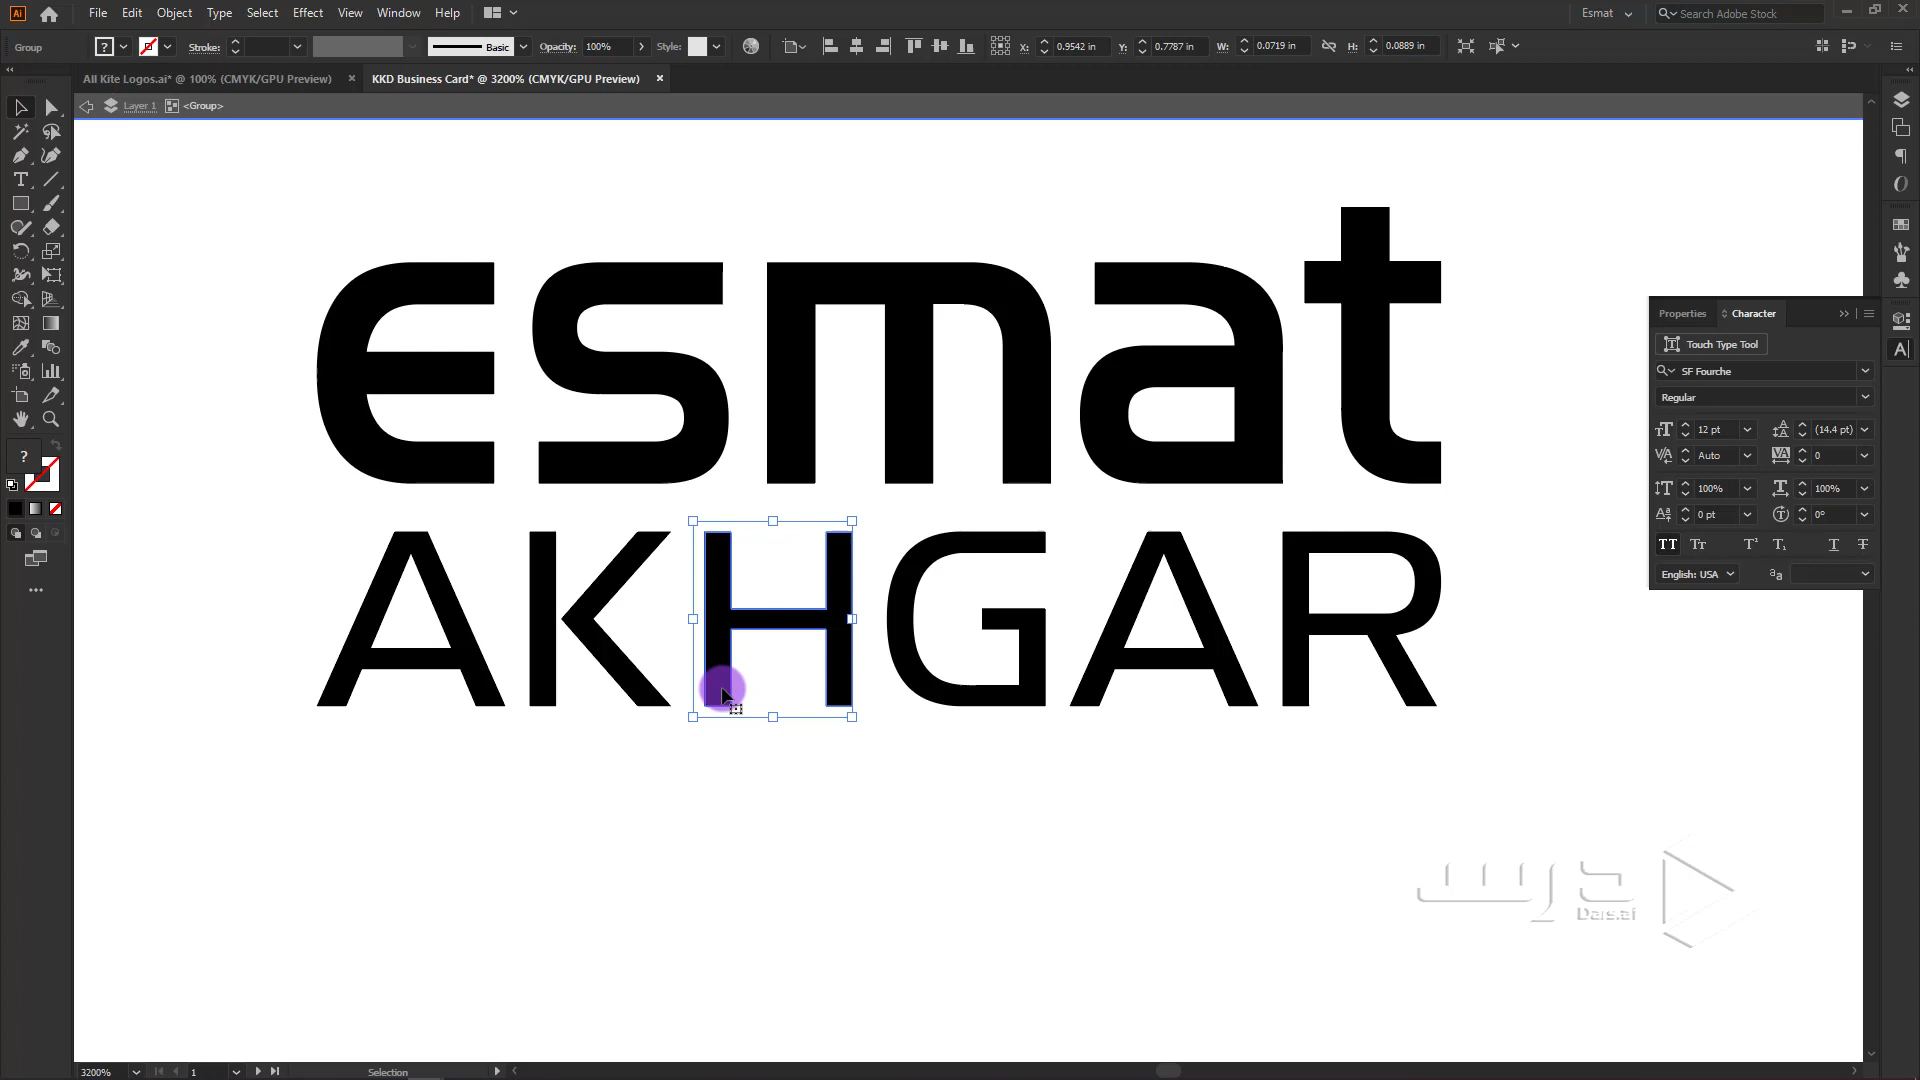 File Edit Object Type Select Effect View Window Help Esmat Search Adobe Stock
Group Stroke: Basic Opacity: 100% Style: X: 0.9542 in Y: 0.7787 in W: 0.0719 in H: 0.0889 in
All Kite Logos.ai* @ 100% (CMYK/GPU Preview) × KKD Business Card* @ 3200% (CMYK/GPU Preview) ×
Layer 1 <Group>
esmat
AKHGAR
Properties Character
Touch Type Tool
SF Fourche
Regular
12 pt (14.4 pt)
Auto 0
100% 100%
0 pt 0°
English: USA
درس
Dars.ai
3200% 1 Selection